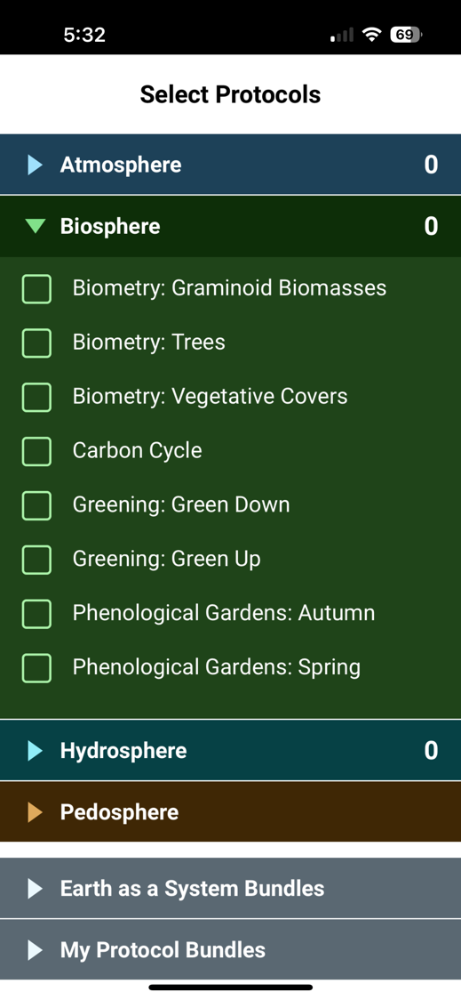 5:32
69
Select Protocols
Atmosphere 0
Biosphere 0
Biometry: Graminoid Biomasses
Biometry: Trees
Biometry: Vegetative Covers
Carbon Cycle
Greening: Green Down
Greening: Green Up
Phenological Gardens: Autumn
Phenological Gardens: Spring
Hydrosphere 0
Pedosphere
Earth as a System Bundles
My Protocol Bundles